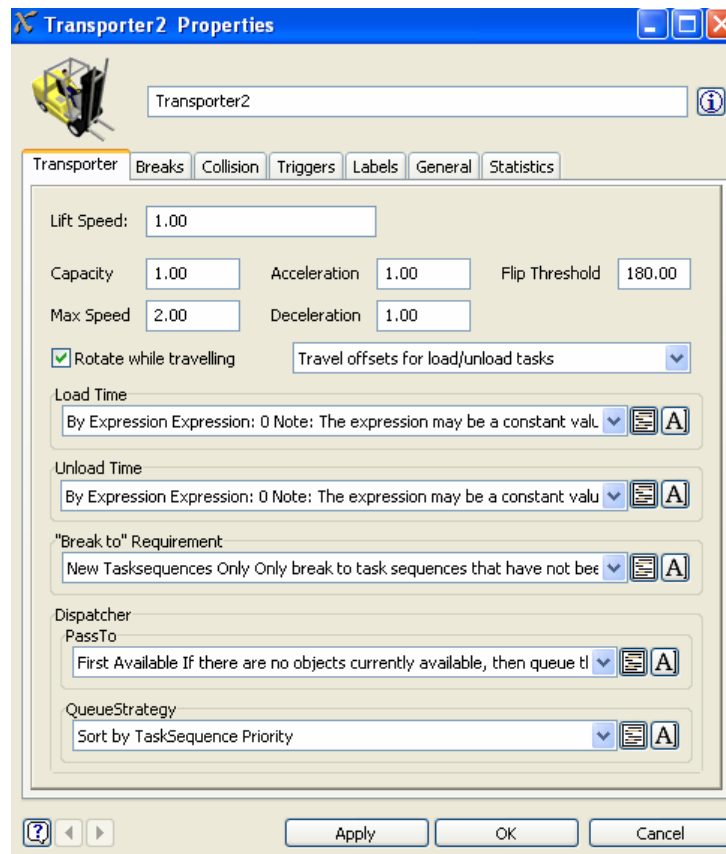 Transporter2 Properties
Transporter2
Transporter Breaks Collision Triggers Labels General Statistics
Lift Speed: 1.00
Capacity 1.00 Acceleration 1.00 Flip Threshold 180.00
Max Speed 2.00 Deceleration 1.00
Rotate while travelling Travel offsets for load/unload tasks
Load Time
By Expression Expression: 0 Note: The expression may be a constant valu
Unload Time
By Expression Expression: 0 Note: The expression may be a constant valu
"Break to" Requirement
New Tasksequences Only Only break to task sequences that have not bee
Dispatcher
PassTo
First Available If there are no objects currently available, then queue tl
QueueStrategy
Sort by TaskSequence Priority
Apply OK Cancel